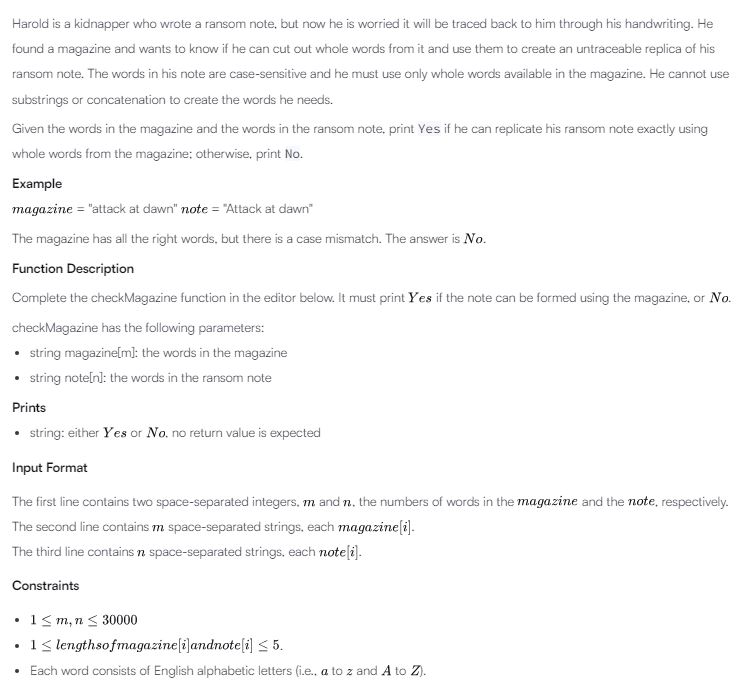 Harold is a kidnapper who wrote a ransom note, but now he is worried it will be traced back to him through his handwriting. He
found a magazine and wants to know if he can cut out whole words from it and use them to create an untraceable replica of his
ransom note. The words in his note are case-sensitive and he must use only whole words available in the magazine. He cannot use
substrings or concatenation to create the words he needs.
Given the words in the magazine and the words in the ransom note, print Yes if he can replicate his ransom note exactly using
whole words from the magazine; otherwise, print No.
Example
magazine = "attack at dawn" note = "Attack at dawn"
The magazine has all the right words, but there is a case mismatch. The answer is No.
Function Description
Complete the checkMagazine function in the editor below. It must print Yes if the note can be formed using the magazine, or No.
checkMagazine has the following parameters:
• string magazine[m]: the words in the magazine
• string note[n]: the words in the ransom note
Prints
• string: either Yes or No, no return value is expected
Input Format
The first line contains two space-separated integers, m and n, the numbers of words in the magazine and the note, respectively.
The second line contains m space-separated strings, each magazine[i].
The third line contains n space-separated strings, each note[i].
Constraints
• 1 ≤ m, n ≤ 30000
• 1 ≤ lengthsofmagazine[i]andnote[i] ≤ 5.
• Each word consists of English alphabetic letters (i.e., a to z and A to Z).